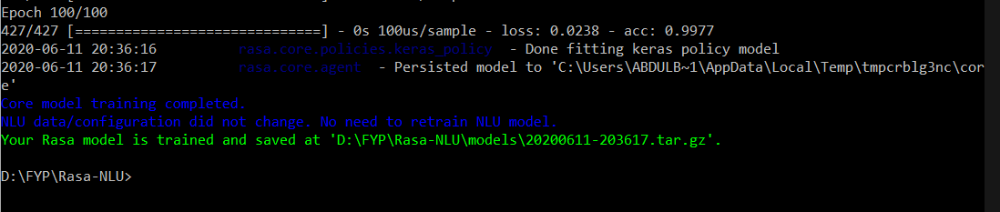 Epoch 100/100
427/427 [==============================] - 0s 100us/sample - loss: 0.0238 - acc: 0.9977
2020-06-11 20:36:16 rasa.core.policies.keras_policy - Done fitting keras policy model
2020-06-11 20:36:17 rasa.core.agent - Persisted model to 'C:\Users\ABDULB~1\AppData\Local\Temp\tmpcrblg3nc\cor
e'
Core model training completed.
NLU data/configuration did not change. No need to retrain NLU model.
Your Rasa model is trained and saved at 'D:\FYP\Rasa-NLU\models\20200611-203617.tar.gz'.
D:\FYP\Rasa-NLU>